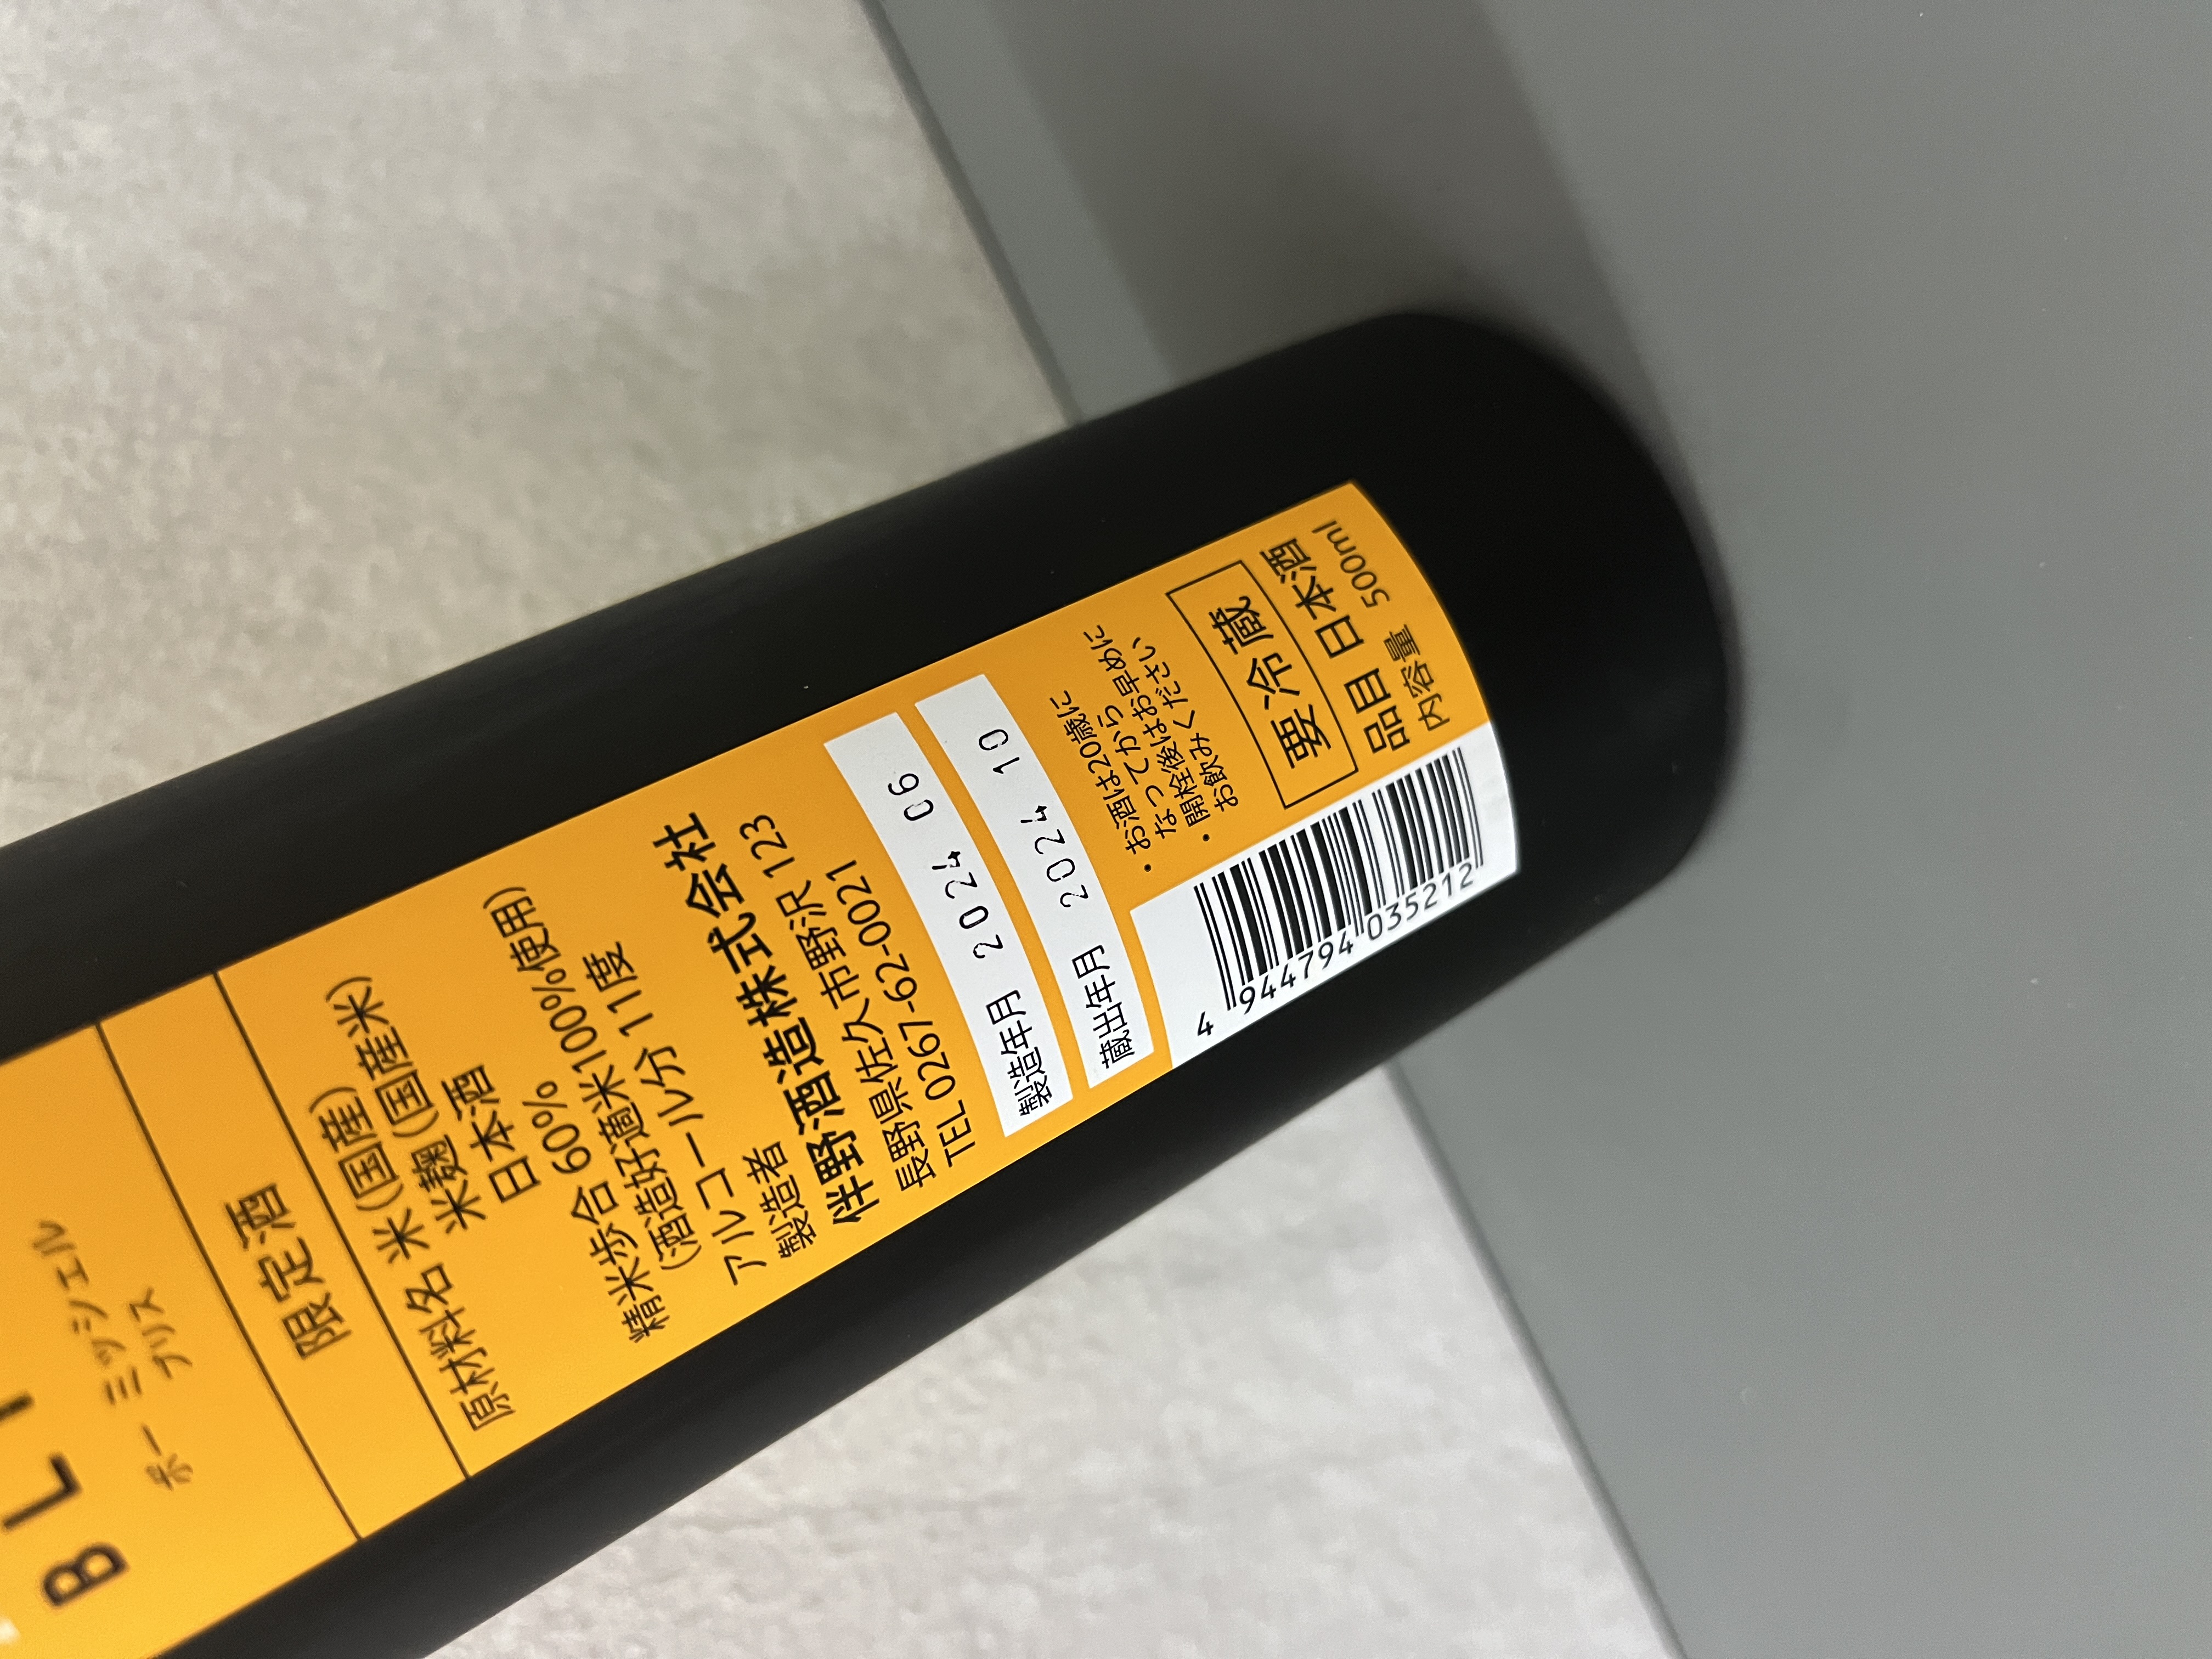 BLI
ボー ミッシェル
ブリス
限定酒
原材料名 米(国産)
米麹(国産米)
日本酒
精米歩合 60%
(酒造好適米100%使用)
アルコール分 11度
製造者
伴野酒造株式会社
長野県佐久市野沢 123
TEL 0267-62-0021
製造年月 2024 06
蔵出年月 2024 10
・お酒は20歳に
なってから
・開栓後はお早めに
お飲みください
要冷蔵
品目 日本酒
内容量 500ml
4 944794 035212